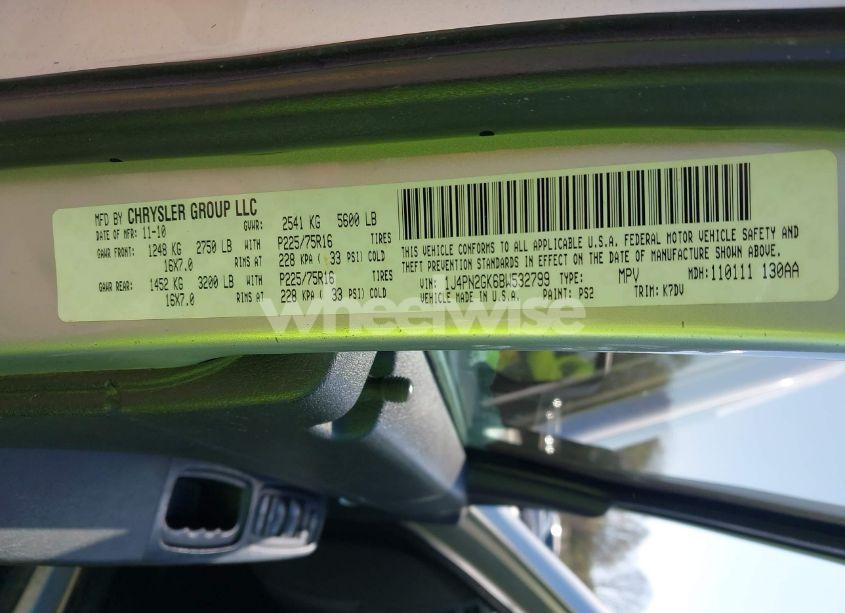 MFD BY CHRYSLER GROUP LLC
DATE OF MFR: 11-10 GVWR: 2541 KG 5600 LB
GAWR FRONT: 1248 KG 2750 LB WITH P225/75R16 TIRES
16X7.0 RIMS AT 228 KPA ( 33 PSI) COLD
GAWR REAR: 1452 KG 3200 LB WITH P225/75R16 TIRES
16X7.0 RIMS AT 228 KPA ( 33 PSI) COLD
THIS VEHICLE CONFORMS TO ALL APPLICABLE U.S.A. FEDERAL MOTOR VEHICLE SAFETY AND
THEFT PREVENTION STANDARDS IN EFFECT ON THE DATE OF MANUFACTURE SHOWN ABOVE.
VIN: 1J4PN2GK6BW532799 TYPE: MPV MDH: 110111 130AA
VEHICLE MADE IN U.S.A. PAINT: PS2 TRIM: K7DV
wheelwise